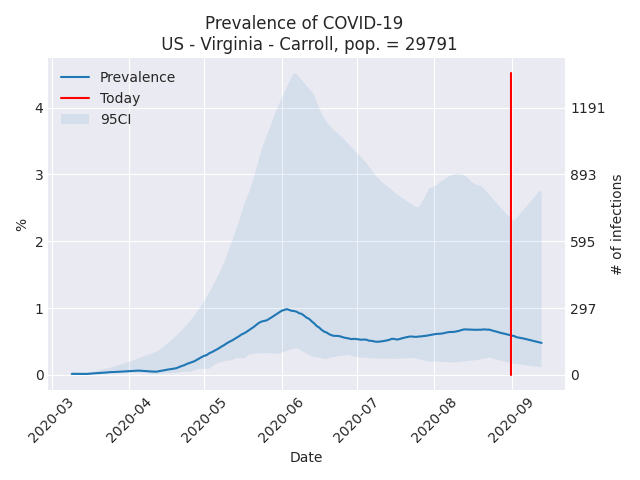 Prevalence of COVID-19
US - Virginia - Carroll, pop. = 29791
Prevalence
Today
95CI
%
4
3
2
1
0
1191
893
595
297
0
# of infections
2020-03
2020-04
2020-05
2020-06
2020-07
2020-08
2020-09
Date